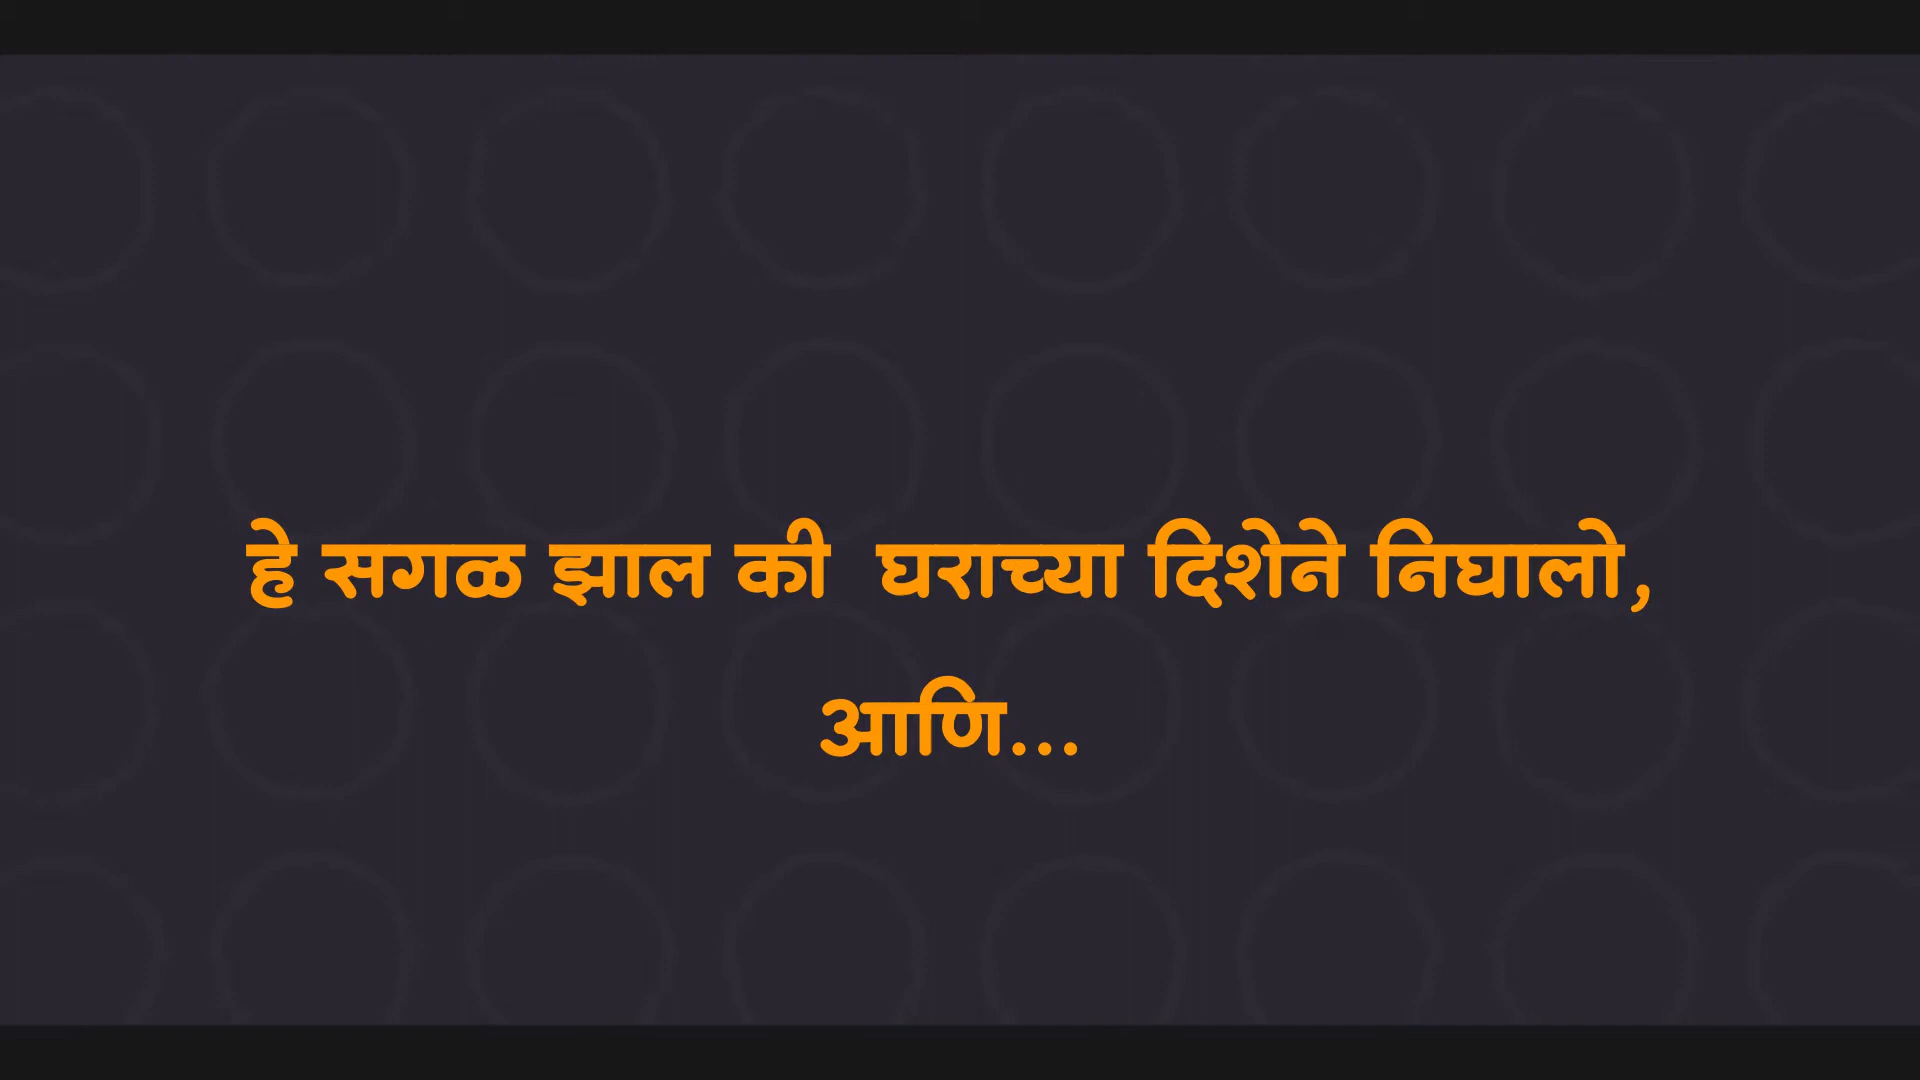 हे सगळ झाल की घराच्या दिशेने निघालो,
आणि...